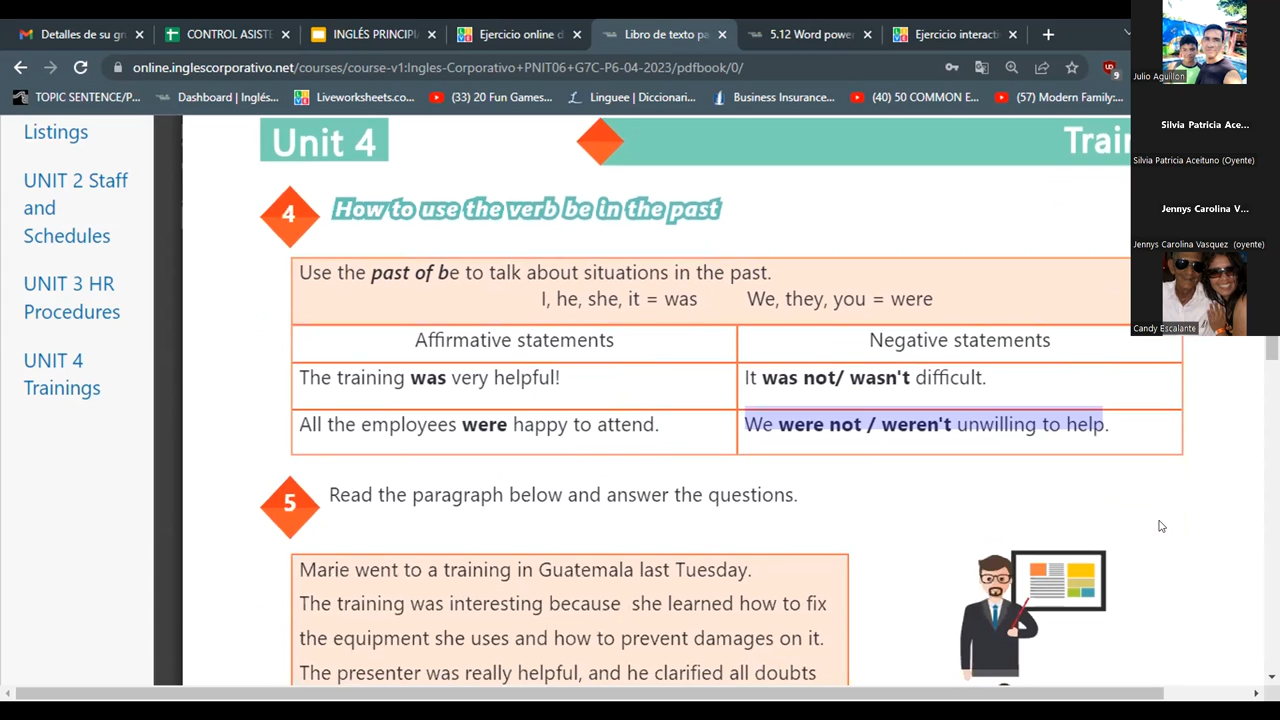 Detalles de su gr
CONTROL ASISTE
INGLÉS PRINCIPI
Ejercicio online d
Libro de texto pa
5.12 Word power
Ejercicio interacti
online.inglescorporativo.net/courses/course-v1:Ingles-Corporativo+PNIT06+G7C-P6-04-2023/pdfbook/0/
9
TOPIC SENTENCE/P...
Dashboard | Inglés...
Liveworksheets.co...
(33) 20 Fun Games...
Linguee | Diccionari...
Business Insurance...
(40) 50 COMMON E...
(57) Modern Family:...
Julio Aguillon
Silvia Patricia Ace...
Silvia Patricia Aceituno (Oyente)
Jennys Carolina V...
Jennys Carolina Vasquez (oyente)
Candy Escalante
Listings
UNIT 2 Staff
and
Schedules
UNIT 3 HR
Procedures
UNIT 4
Trainings
Unit 4
Train
4
How to use the verb be in the past
Use the past of be to talk about situations in the past.
I, he, she, it = was We, they, you = were
Affirmative statements
Negative statements
The training was very helpful!
It was not/ wasn't difficult.
All the employees were happy to attend.
We were not / weren't unwilling to help.
5
Read the paragraph below and answer the questions.
Marie went to a training in Guatemala last Tuesday.
The training was interesting because she learned how to fix
the equipment she uses and how to prevent damages on it.
The presenter was really helpful, and he clarified all doubts